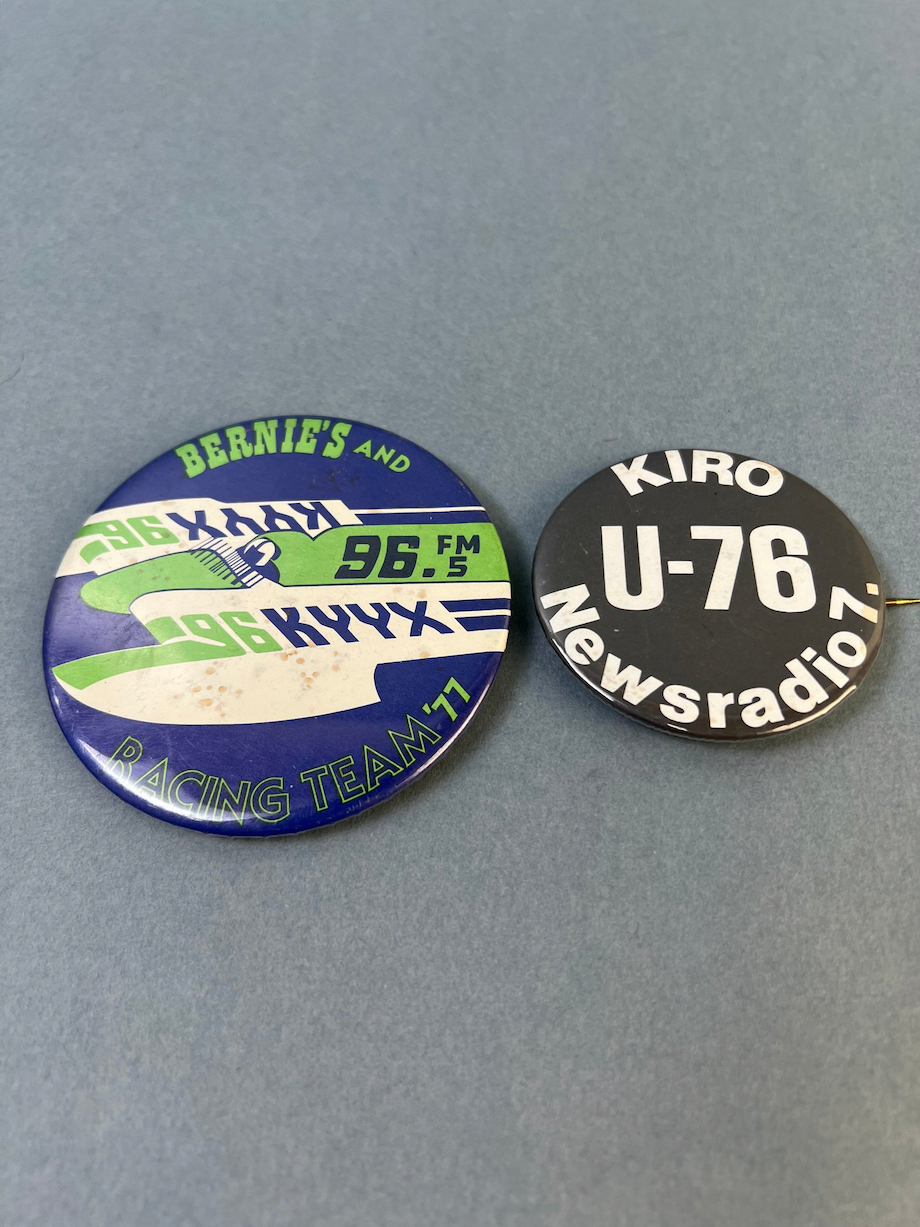 BERNIE'S AND
96 KYYX
96.5 FM
96 KYYX
RACING TEAM '77
KIRO
U-76
Newsradio 7.